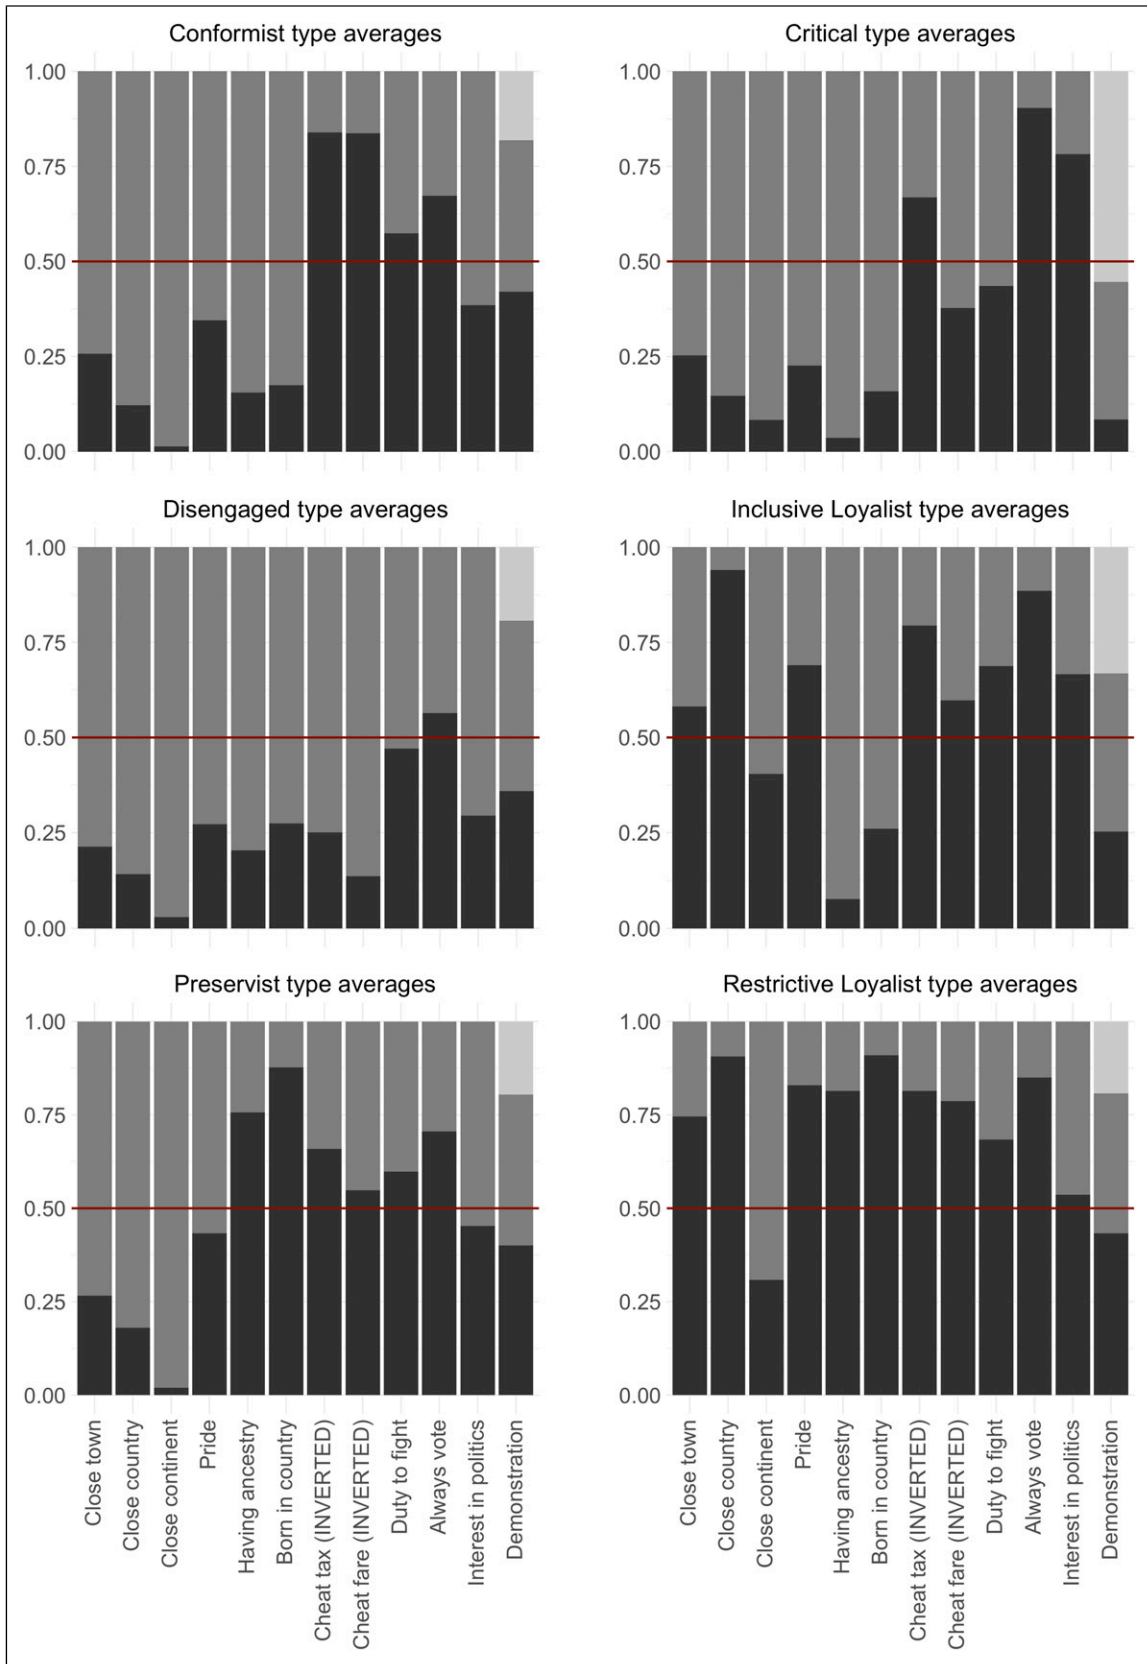 Conformist type averages
1.00
0.75
0.50
0.25
0.00
Critical type averages
1.00
0.75
0.50
0.25
0.00
Disengaged type averages
1.00
0.75
0.50
0.25
0.00
Inclusive Loyalist type averages
1.00
0.75
0.50
0.25
0.00
Preservist type averages
1.00
0.75
0.50
0.25
0.00
Close town
Close country
Close continent
Pride
Having ancestry
Born in country
Cheat tax (INVERTED)
Cheat fare (INVERTED)
Duty to fight
Always vote
Interest in politics
Demonstration
Restrictive Loyalist type averages
1.00
0.75
0.50
0.25
0.00
Close town
Close country
Close continent
Pride
Having ancestry
Born in country
Cheat tax (INVERTED)
Cheat fare (INVERTED)
Duty to fight
Always vote
Interest in politics
Demonstration